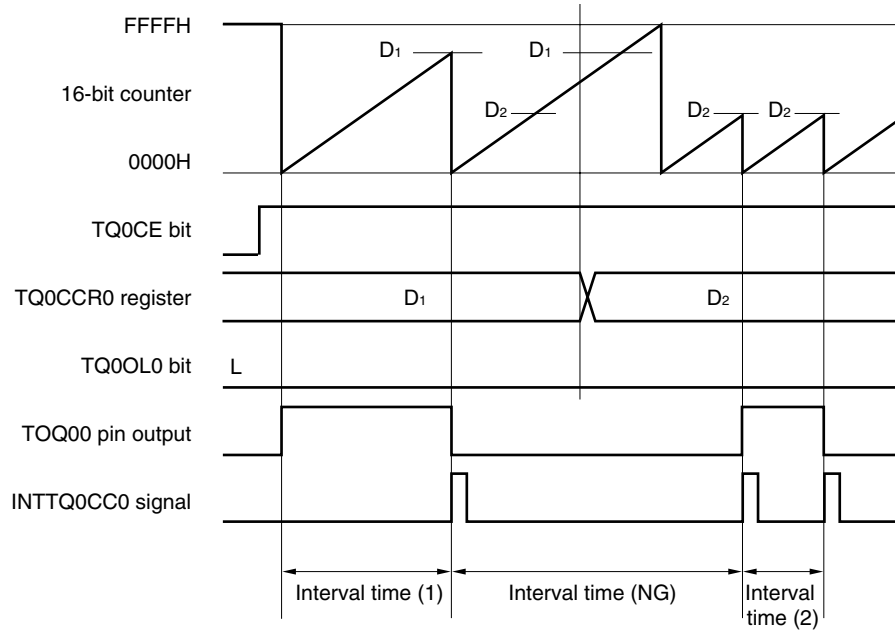 FFFFH
D1 D1
16-bit counter
D2 D2 D2
0000H
TQ0CE bit
TQ0CCR0 register D1 D2
TQ0OL0 bit L
TOQ00 pin output
INTTQ0CC0 signal
Interval time (1) Interval time (NG) Interval
time (2)